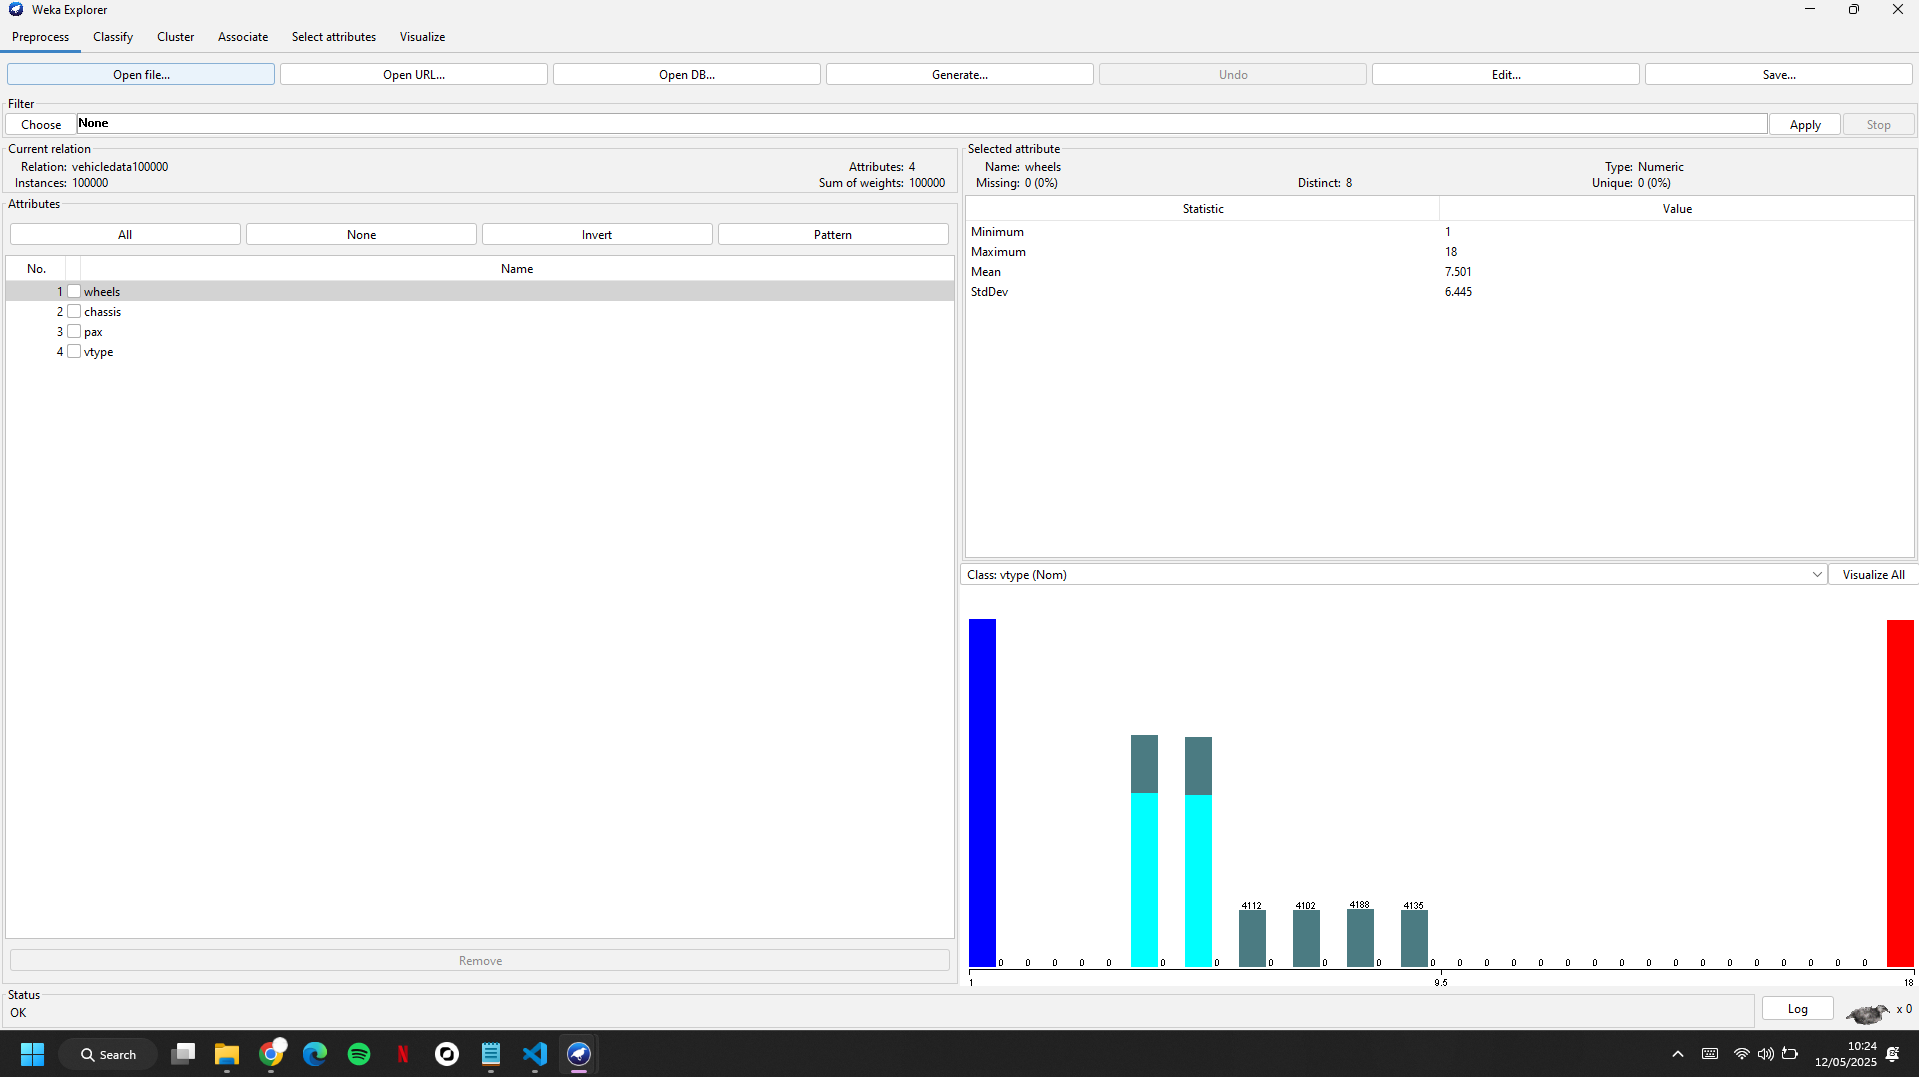 Weka Explorer
Preprocess Classify Cluster Associate Select attributes Visualize
Open file... Open URL... Open DB... Generate... Undo Edit... Save...
Filter
Choose None Apply Stop
Current relation
Relation: vehicledata100000 Attributes: 4
Instances: 100000 Sum of weights: 100000
Attributes
All None Invert Pattern
No. Name
1 wheels
2 chassis
3 pax
4 vtype
Remove
Selected attribute
Name: wheels Type: Numeric
Missing: 0 (0%) Distinct: 8 Unique: 0 (0%)
Statistic Value
Minimum 1
Maximum 18
Mean 7.501
StdDev 6.445
Class: vtype (Nom) Visualize All
4112 4102 4188 4135
0 0 0 0 0 0 0 0 0 0 0 0 0 0 0 0 0 0 0 0 0 0 0 0 0 0 0
1 9.5 18
Status
OK
Log x 0
Search
10:24
12/05/2025